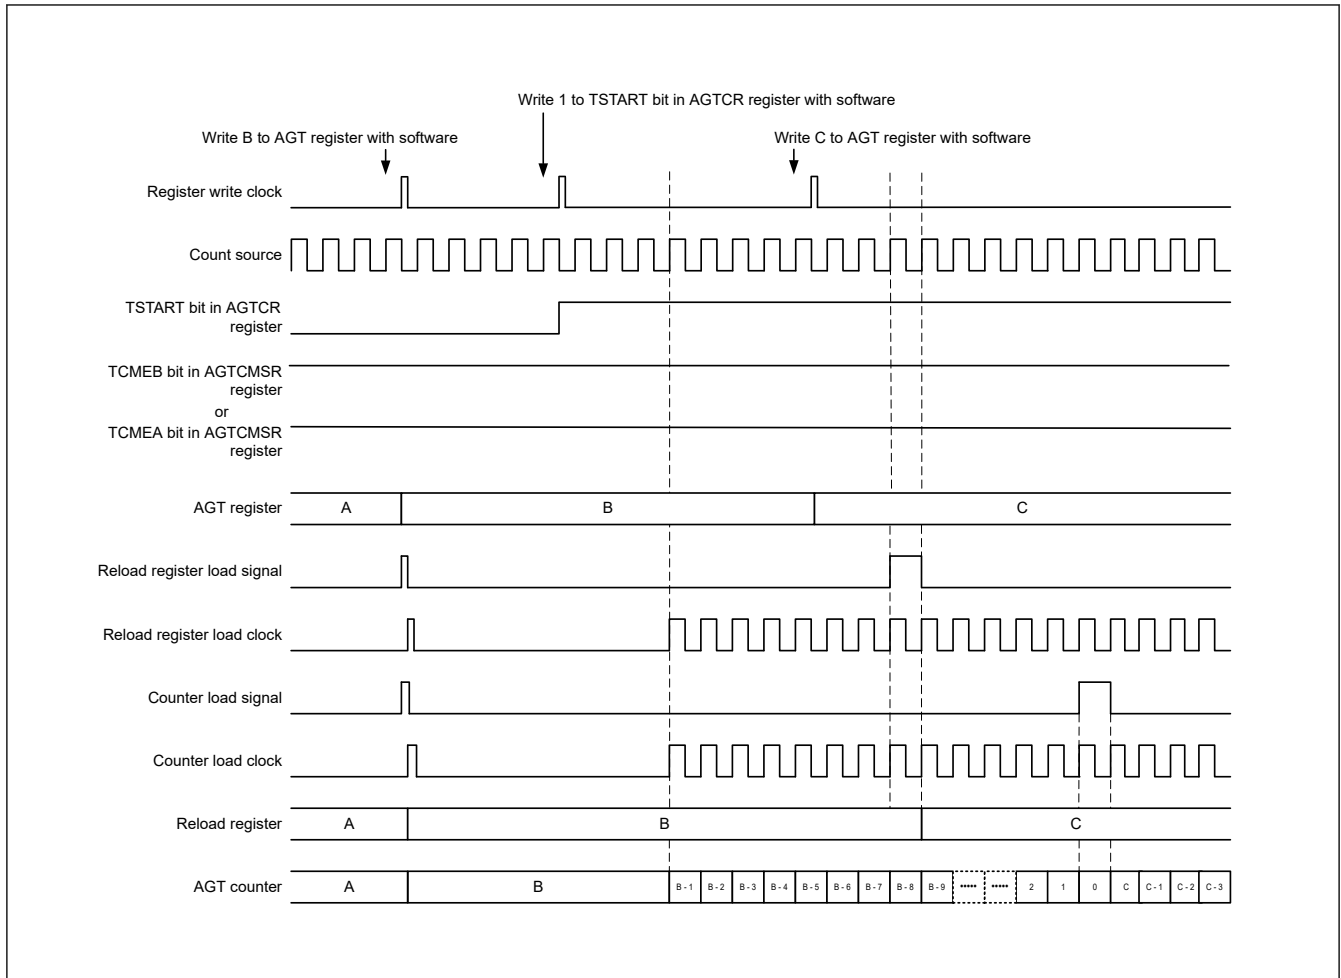 Write 1 to TSTART bit in AGTCR register with software
Write B to AGT register with software
Write C to AGT register with software
Register write clock
Count source
TSTART bit in AGTCR
register
TCMEB bit in AGTCMSR
register
or
TCMEA bit in AGTCMSR
register
AGT register
A
B
C
Reload register load signal
Reload register load clock
Counter load signal
Counter load clock
Reload register
A
B
C
AGT counter
A
B
B - 1
B - 2
B - 3
B - 4
B - 5
B - 6
B - 7
B - 8
B - 9
•••••
•••••
2
1
0
C
C - 1
C - 2
C - 3